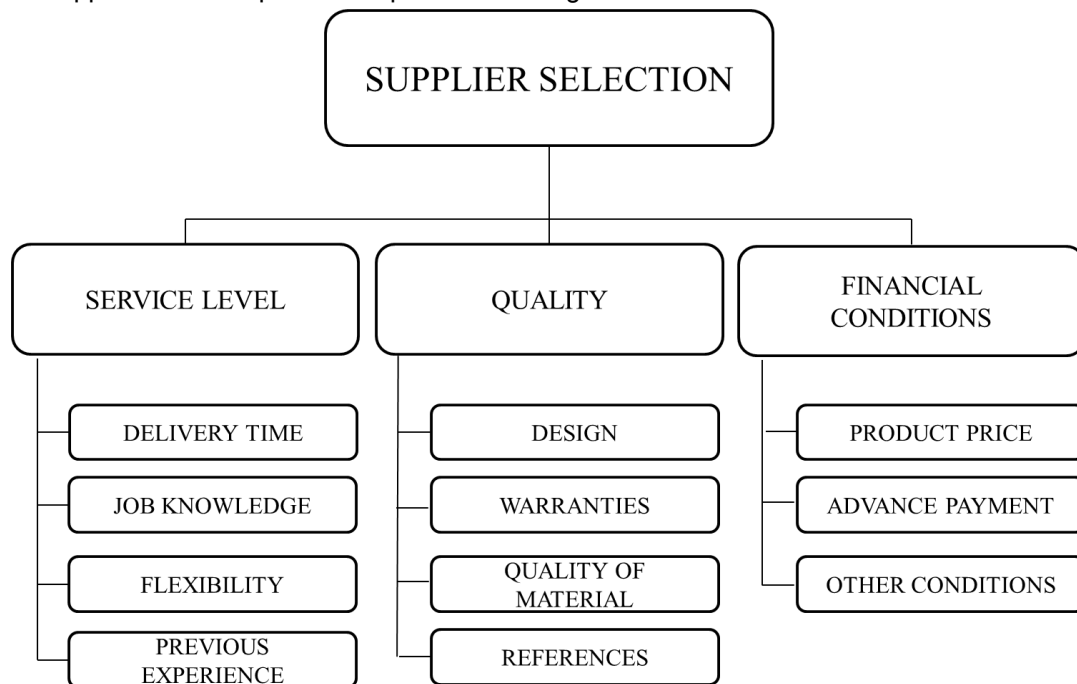 SUPPLIER SELECTION
SERVICE LEVEL
DELIVERY TIME
JOB KNOWLEDGE
FLEXIBILITY
PREVIOUS
EXPERIENCE
QUALITY
DESIGN
WARRANTIES
QUALITY OF
MATERIAL
REFERENCES
FINANCIAL
CONDITIONS
PRODUCT PRICE
ADVANCE PAYMENT
OTHER CONDITIONS